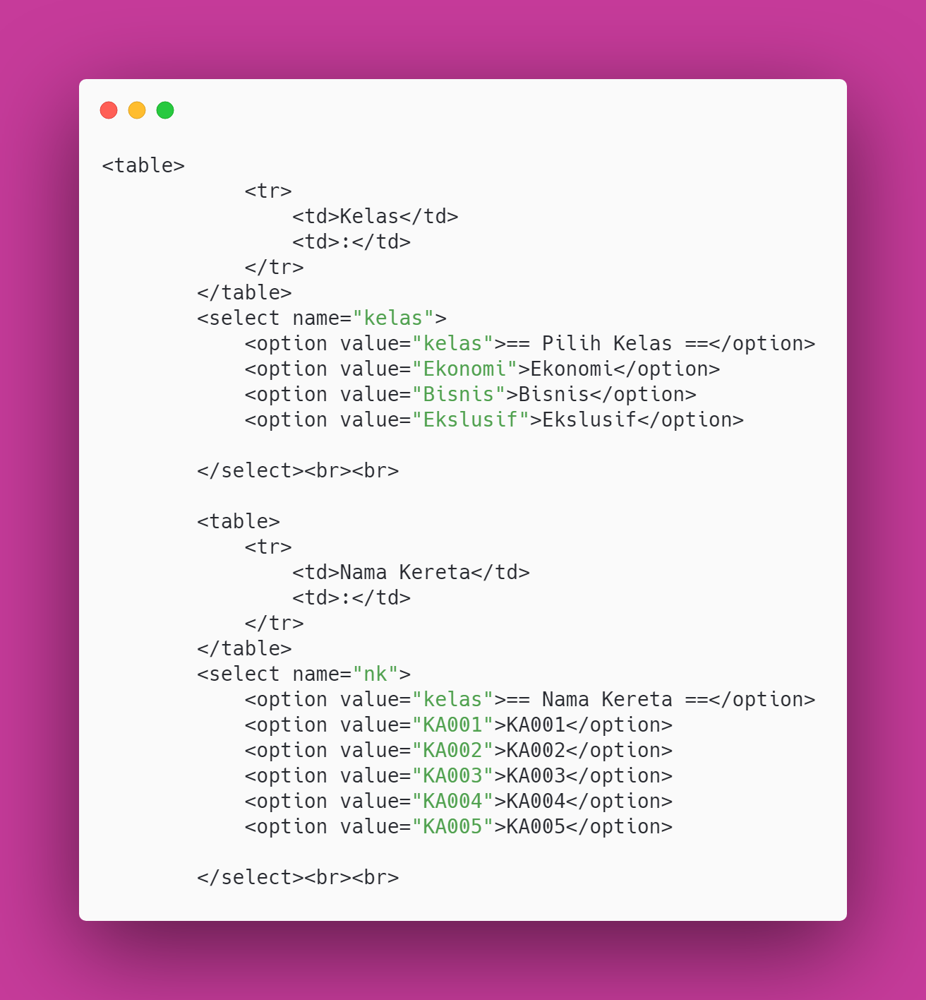 <table>
            <tr>
                <td>Kelas</td>
                <td>:</td>
            </tr>
        </table>
        <select name="kelas">
            <option value="kelas">== Pilih Kelas ==</option>
            <option value="Ekonomi">Ekonomi</option>
            <option value="Bisnis">Bisnis</option>
            <option value="Ekslusif">Ekslusif</option>

        </select><br><br>

        <table>
            <tr>
                <td>Nama Kereta</td>
                <td>:</td>
            </tr>
        </table>
        <select name="nk">
            <option value="kelas">== Nama Kereta ==</option>
            <option value="KA001">KA001</option>
            <option value="KA002">KA002</option>
            <option value="KA003">KA003</option>
            <option value="KA004">KA004</option>
            <option value="KA005">KA005</option>

        </select><br><br>